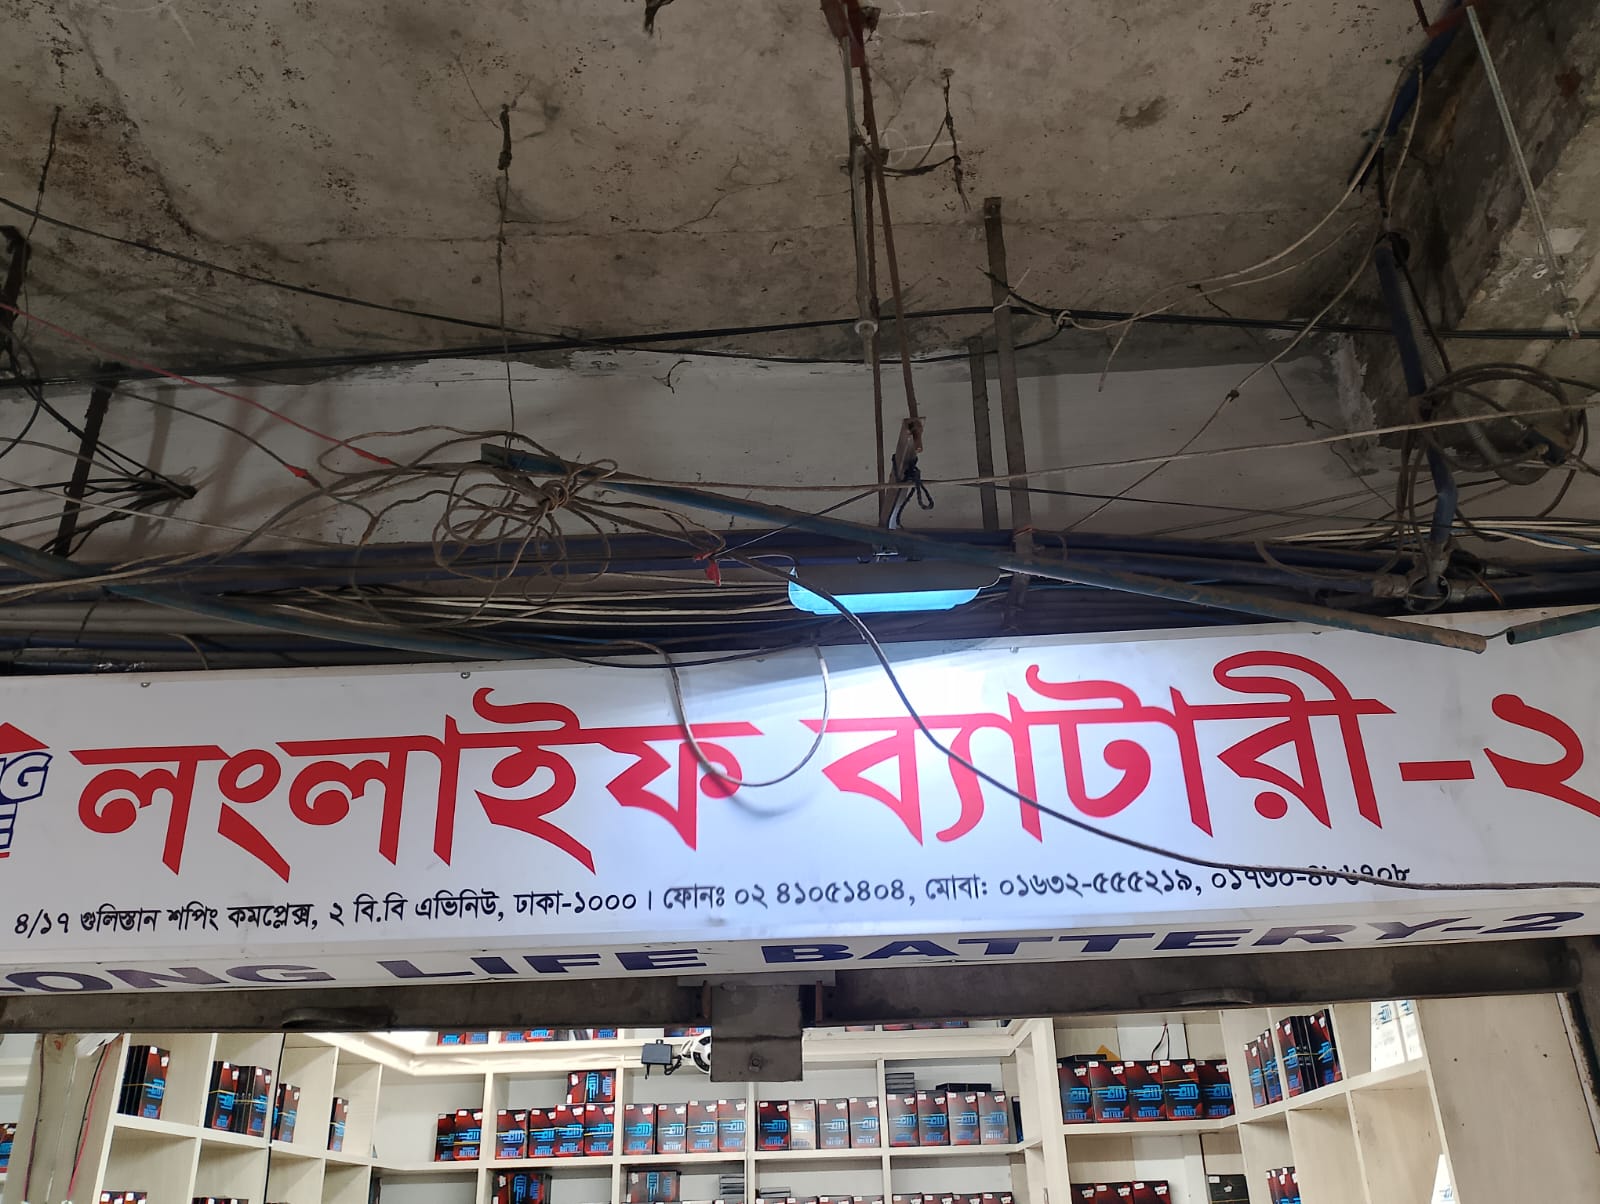 লংলাইফ ব্যাটারী-২
৪/১৭ গুলিস্তান শপিং কমপ্লেক্স, ২ বি.বি এভিনিউ, ঢাকা-১০০০। ফোনঃ ০২ ৪১০৫১৪০৪, মোবা: ০১৬৩২-৫৫৫২১৯,
LONG LIFE BATTERY-2